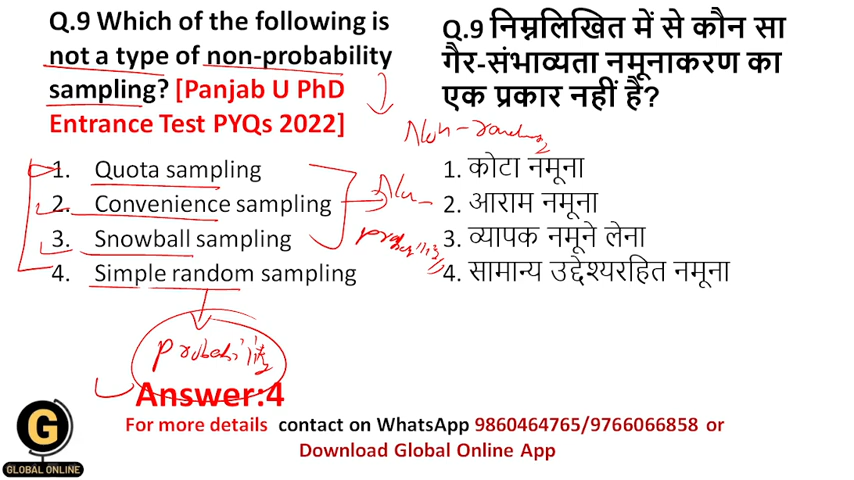 Q.9 Which of the following is
not a type of non-probability
sampling? [Panjab U PhD
Entrance Test PYQs 2022]
1. Quota sampling
2. Convenience sampling
3. Snowball sampling
4. Simple random sampling
probability
Answer:4
Q.9 निम्नलिखित में से कौन सा
गैर-संभाव्यता नमूनाकरण का
एक प्रकार नहीं है?
Non-random
1. कोटा नमूना
2. आराम नमूना
3. व्यापक नमूने लेना
4. सामान्य उद्देश्यरहित नमूना
Non-
probability
G
GLOBAL ONLINE
For more details contact on WhatsApp 9860464765/9766066858 or
Download Global Online App